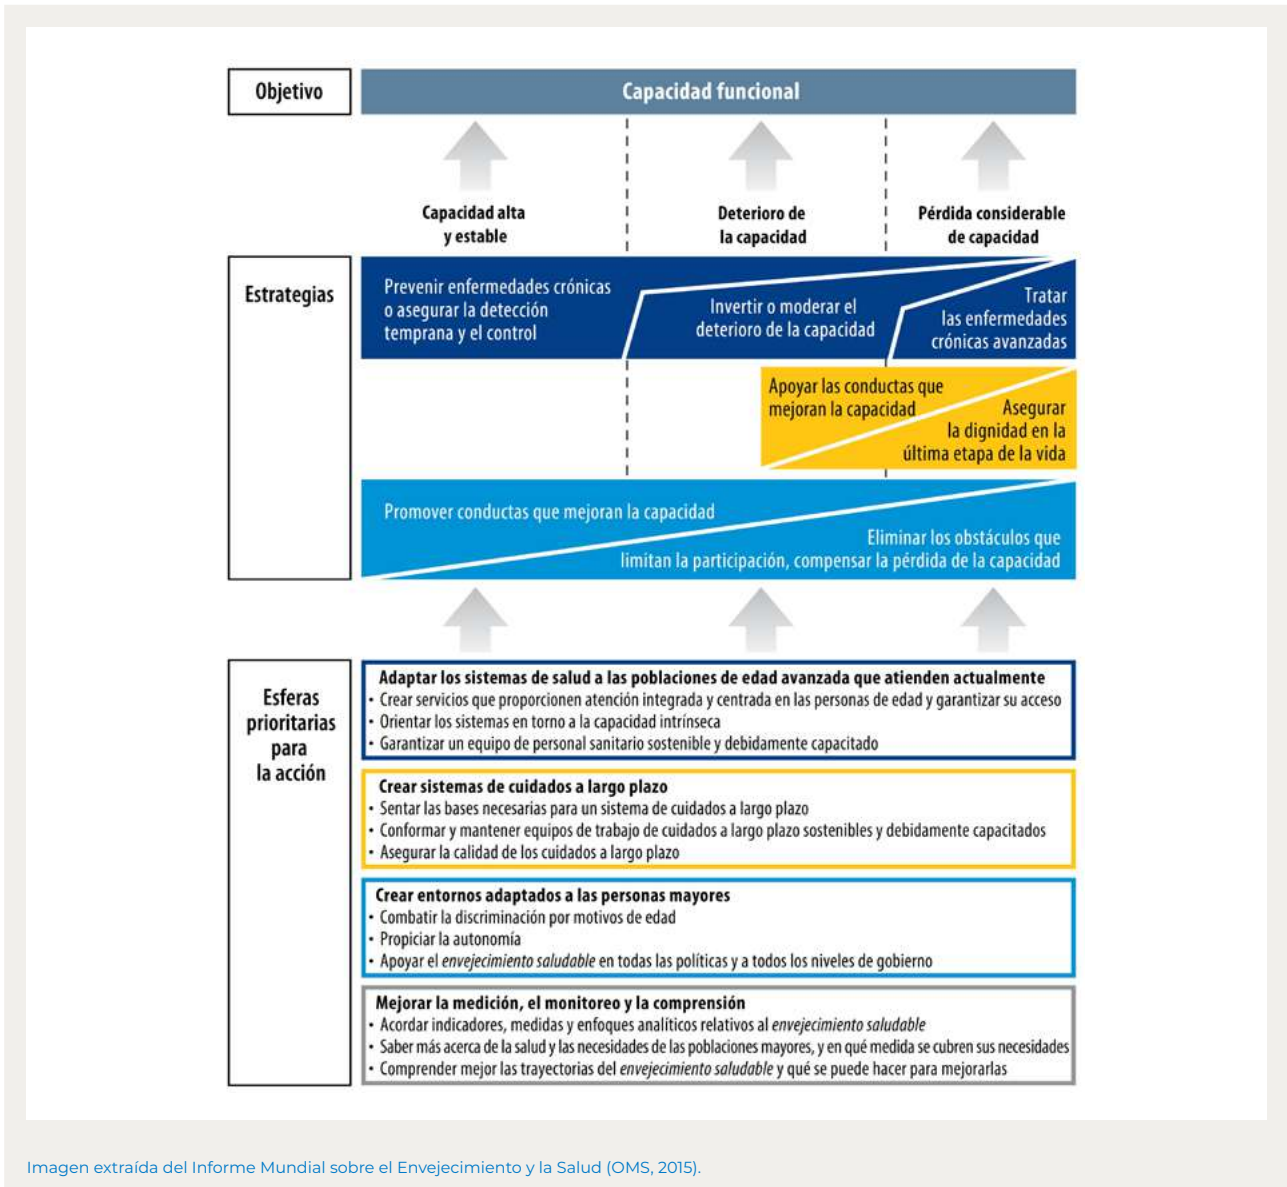 Objetivo
Capacidad funcional
Capacidad alta
y estable
Deterioro de
la capacidad
Pérdida considerable
de capacidad
Estrategias
Prevenir enfermedades crónicas
o asegurar la detección
temprana y el control
Invertir o moderar el
deterioro de la capacidad
Tratar
las enfermedades
crónicas avanzadas
Apoyar las conductas que
mejoran la capacidad
Asegurar
la dignidad en la
última etapa de la vida
Promover conductas que mejoran la capacidad
Eliminar los obstáculos que
limitan la participación, compensar la pérdida de la capacidad
Esferas
prioritarias
para
la acción
Adaptar los sistemas de salud a las poblaciones de edad avanzada que atienden actualmente
• Crear servicios que proporcionen atención integrada y centrada en las personas de edad y garantizar su acceso
• Orientar los sistemas en torno a la capacidad intrínseca
• Garantizar un equipo de personal sanitario sostenible y debidamente capacitado
Crear sistemas de cuidados a largo plazo
• Sentar las bases necesarias para un sistema de cuidados a largo plazo
• Conformar y mantener equipos de trabajo de cuidados a largo plazo sostenibles y debidamente capacitados
• Asegurar la calidad de los cuidados a largo plazo
Crear entornos adaptados a las personas mayores
• Combatir la discriminación por motivos de edad
• Propiciar la autonomía
• Apoyar el envejecimiento saludable en todas las políticas y a todos los niveles de gobierno
Mejorar la medición, el monitoreo y la comprensión
• Acordar indicadores, medidas y enfoques analíticos relativos al envejecimiento saludable
• Saber más acerca de la salud y las necesidades de las poblaciones mayores, y en qué medida se cubren sus necesidades
• Comprender mejor las trayectorias del envejecimiento saludable y qué se puede hacer para mejorarlas
Imagen extraída del Informe Mundial sobre el Envejecimiento y la Salud (OMS, 2015).